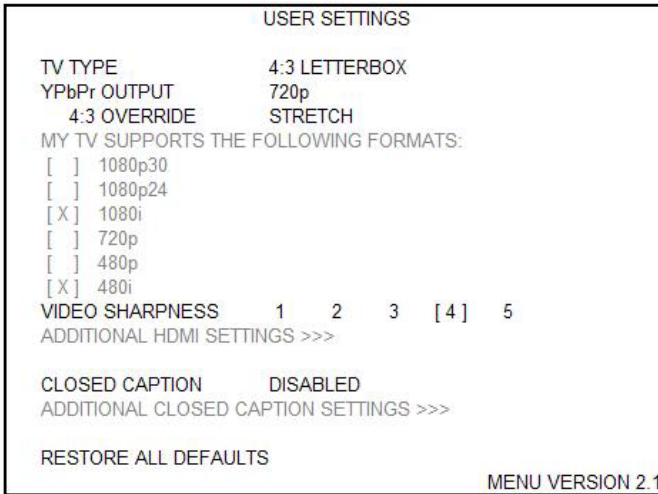 USER SETTINGS
TV TYPE 4:3 LETTERBOX
YPbPr OUTPUT 720p
4:3 OVERRIDE STRETCH
MY TV SUPPORTS THE FOLLOWING FORMATS:
[ ] 1080p30
[ ] 1080p24
[ X ] 1080i
[ ] 720p
[ ] 480p
[ X ] 480i
VIDEO SHARPNESS 1 2 3 [ 4 ] 5
ADDITIONAL HDMI SETTINGS >>>
CLOSED CAPTION DISABLED
ADDITIONAL CLOSED CAPTION SETTINGS >>>
RESTORE ALL DEFAULTS
MENU VERSION 2.1